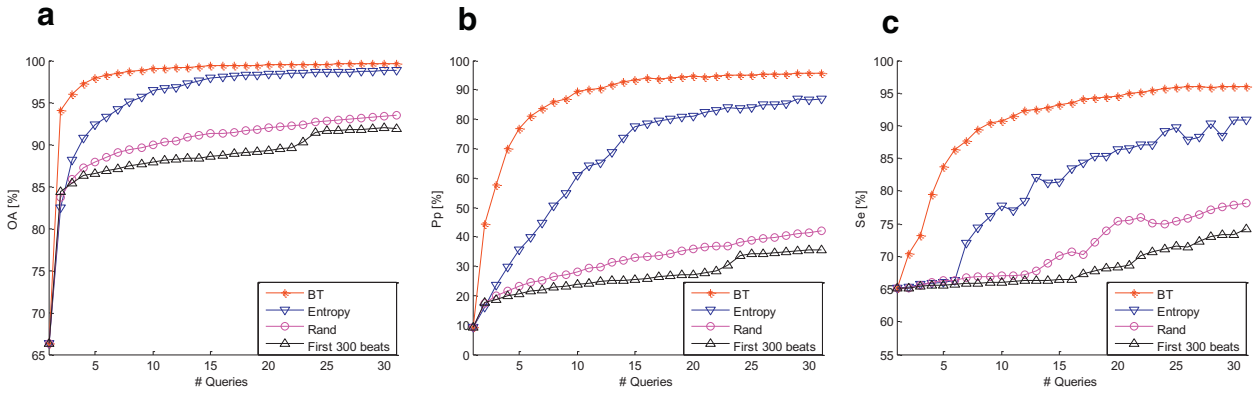 a
100
95
90
85
80
75
70
65
OA [%]
5 10 15 20 25 30
# Queries
BT
Entropy
Rand
First 300 beats
b
100
90
80
70
60
50
40
30
20
10
0
Pp [%]
5 10 15 20 25 30
# Queries
BT
Entropy
Rand
First 300 beats
c
100
95
90
85
80
75
70
65
60
55
Se [%]
5 10 15 20 25 30
# Queries
BT
Entropy
Rand
First 300 beats